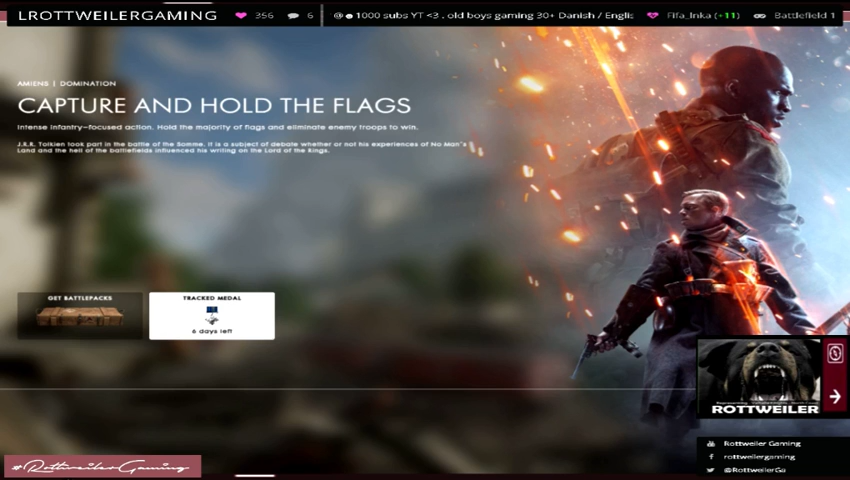 LROTTWEILERGAMING
356
6
@ 1000 subs YT <3 . old boys gaming 30+ Danish / Englis
Fifa_Inka (+11)
Battlefield 1
AMIENS | DOMINATION
CAPTURE AND HOLD THE FLAGS
Intense infantry-focused action. Hold the majority of flags and eliminate enemy troops to win.
J.R.R. Tolkien took part in the battle of the Somme. It is a subject of debate whether or not his experiences of No Man's
Land and the hell of the battlefields influenced his writing on the Lord of the Rings.
GET BATTLEPACKS
TRACKED MEDAL
6 days left
ROTTWEILER
Rottweiler Gaming
rottweilergaming
@RottweilerGa
#RottweilerGaming